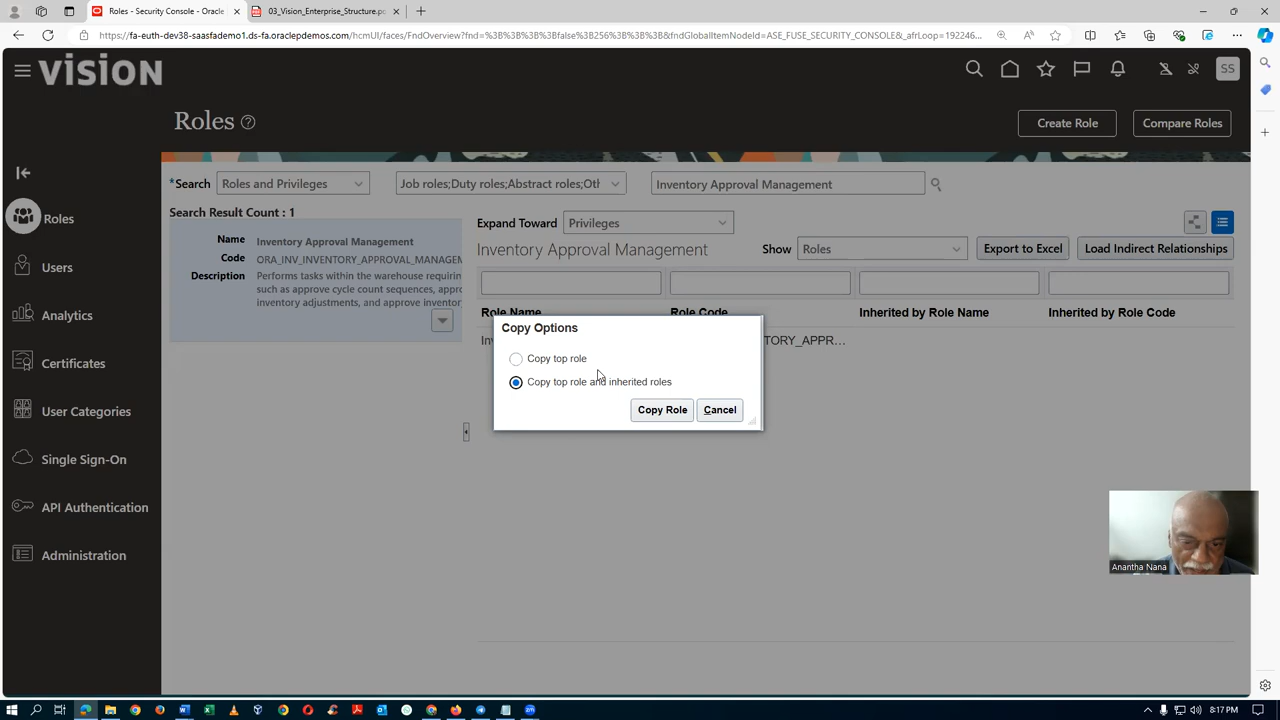 Roles - Security Console - Oracle
03_Vision_Enterprise_Structure.pc
https://fa-euth-dev38-saasfademo1.ds-fa.oraclepdemos.com/hcmUI/faces/FndOverview?fnd=%3B%3B%3B%3Bfalse%3B256%3B%3B%3B&fndGlobalItemNodeId=ASE_FUSE_SECURITY_CONSOLE&_afrLoop=192246...
VISION
SS
Roles
Create Role
Compare Roles
*Search
Roles and Privileges
Job roles;Duty roles;Abstract roles;Otl
Inventory Approval Management
Search Result Count : 1
Name
Inventory Approval Management
Code
ORA_INV_INVENTORY_APPROVAL_MANAGEM
Description
Performs tasks within the warehouse requirin
such as approve cycle count sequences, appro
inventory adjustments, and approve inventory
Expand Toward
Privileges
Inventory Approval Management
Show
Roles
Export to Excel
Load Indirect Relationships
Role Name
Role Code
Inherited by Role Name
Inherited by Role Code
TORY_APPR...
Copy Options
Copy top role
Copy top role and inherited roles
Copy Role
Cancel
Roles
Users
Analytics
Certificates
User Categories
Single Sign-On
API Authentication
Administration
Anantha Nana
8:17 PM